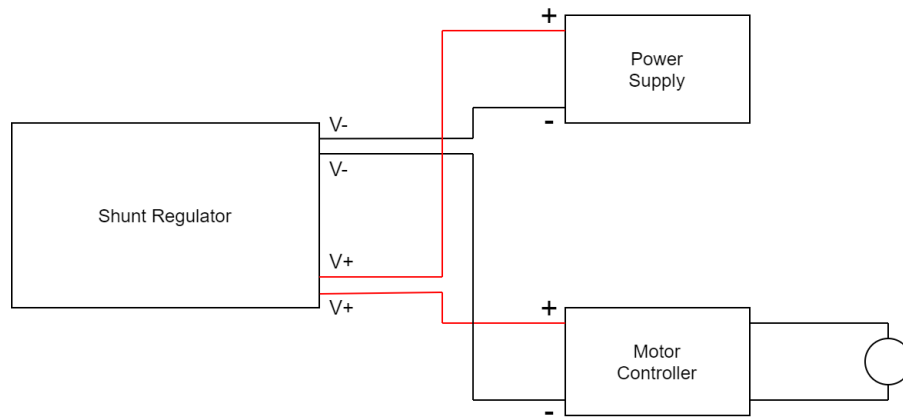 +
Power
Supply
-
V-
V-
Shunt Regulator
V+
V+
+
Motor
Controller
-